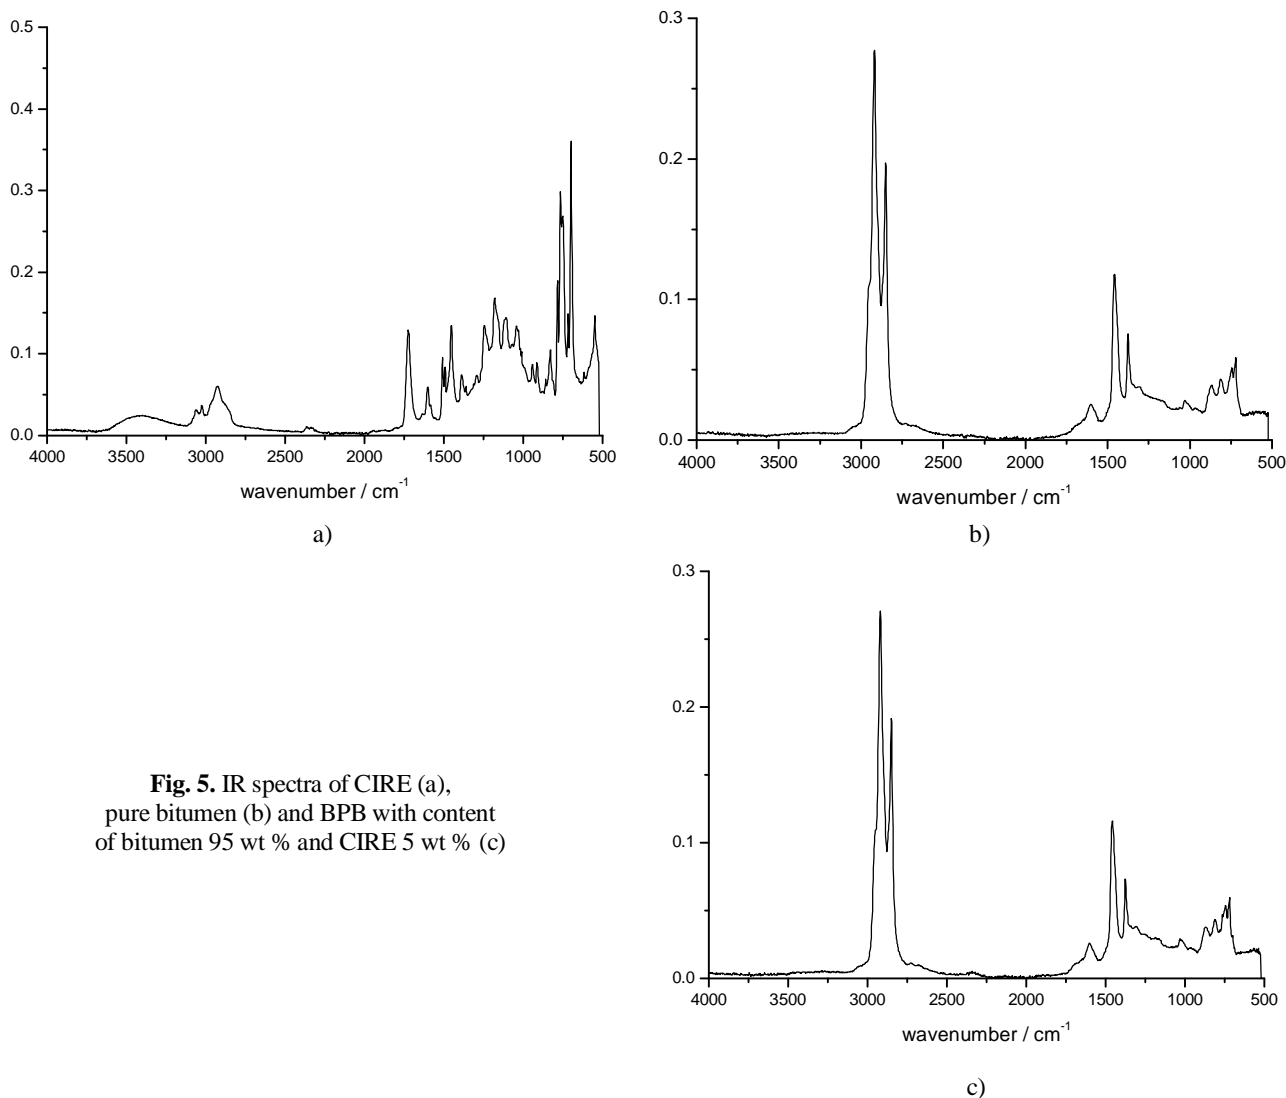 0.5
0.4
0.3
0.2
0.1
0.0
4000 3500 3000 2500 2000 1500 1000 500
wavenumber / cm-1
a)
0.3
0.2
0.1
0.0
4000 3500 3000 2500 2000 1500 1000 500
wavenumber / cm-1
b)
Fig. 5. IR spectra of CIRE (a),
pure bitumen (b) and BPB with content
of bitumen 95 wt % and CIRE 5 wt % (c)
0.3
0.2
0.1
0.0
4000 3500 3000 2500 2000 1500 1000 500
wavenumber / cm-1
c)